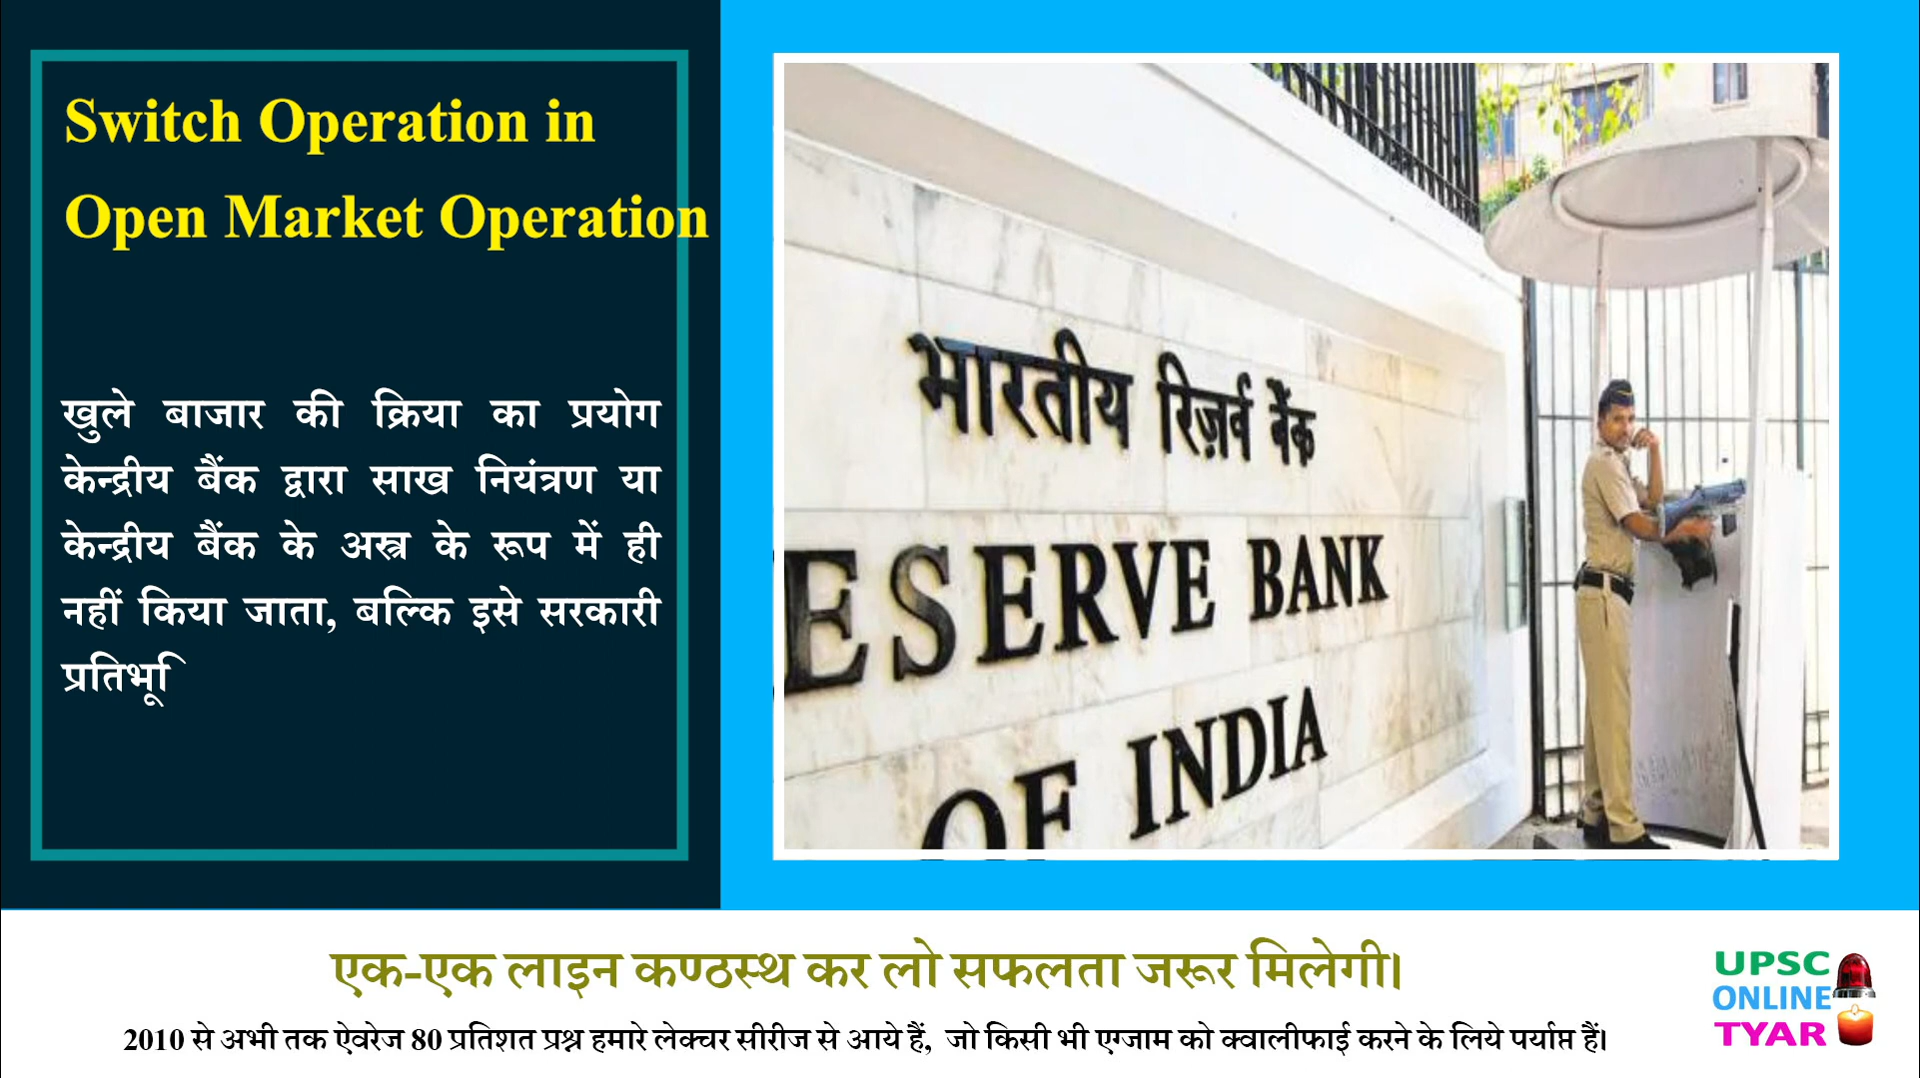 Switch Operation in
Open Market Operation
खुले बाजार की क्रिया का प्रयोग
केन्द्रीय बैंक द्वारा साख नियंत्रण या
केन्द्रीय बैंक के अस्त्र के रूप में ही
नहीं किया जाता, बल्कि इसे सरकारी
प्रतिभूि
भारतीय रिज़र्व बैंक
ESERVE BANK
OF INDIA
एक-एक लाइन कण्ठस्थ कर लो सफलता जरूर मिलेगी।
2010 से अभी तक ऐवरेज 80 प्रतिशत प्रश्न हमारे लेक्चर सीरीज से आये हैं, जो किसी भी एग्जाम को क्वालीफाई करने के लिये पर्याप्त हैं।
UPSC
ONLINE
TYAR